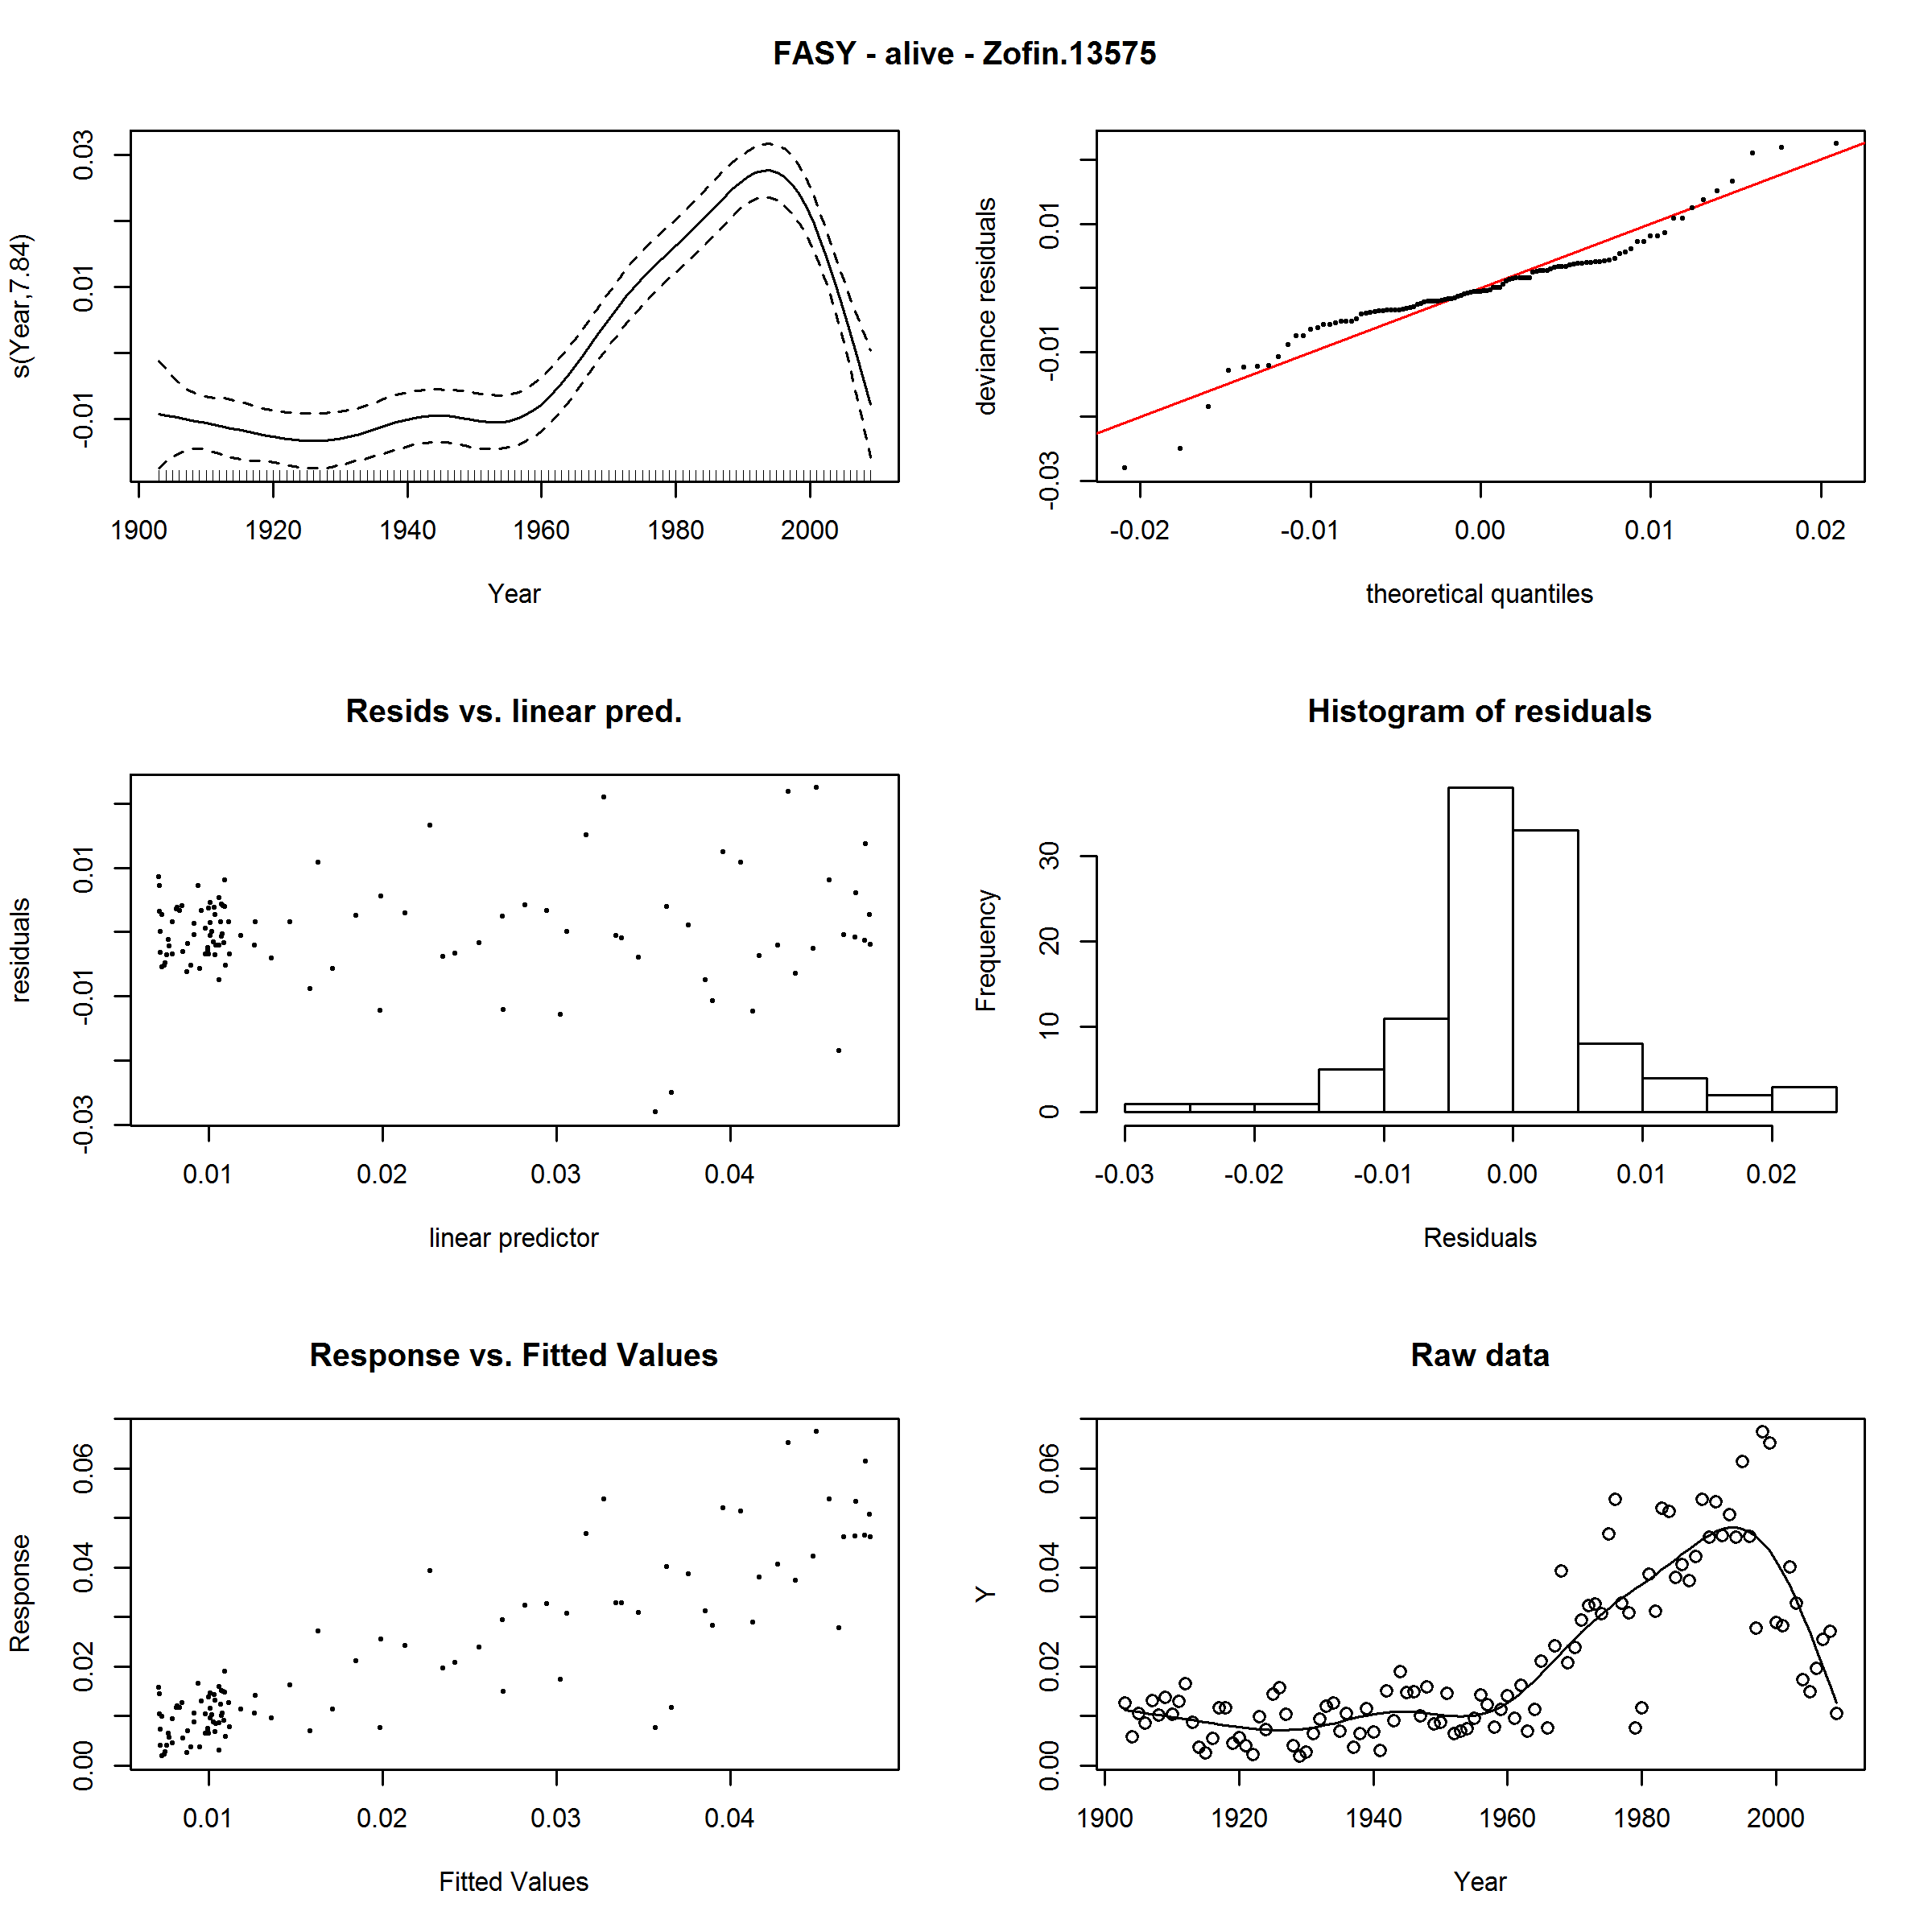 FASY - alive - Zofin.13575
s(Year,7.84)
-0.01 0.01 0.03
1900 1920 1940 1960 1980 2000
Year
deviance residuals
-0.03 -0.01 0.01
-0.02 -0.01 0.00 0.01 0.02
theoretical quantiles
Resids vs. linear pred.
residuals
-0.03 -0.01 0.01
0.01 0.02 0.03 0.04
linear predictor
Histogram of residuals
Frequency
0 10 20 30
-0.03 -0.02 -0.01 0.00 0.01 0.02
Residuals
Response vs. Fitted Values
Response
0.00 0.02 0.04 0.06
0.01 0.02 0.03 0.04
Fitted Values
Raw data
Y
0.00 0.02 0.04 0.06
1900 1920 1940 1960 1980 2000
Year